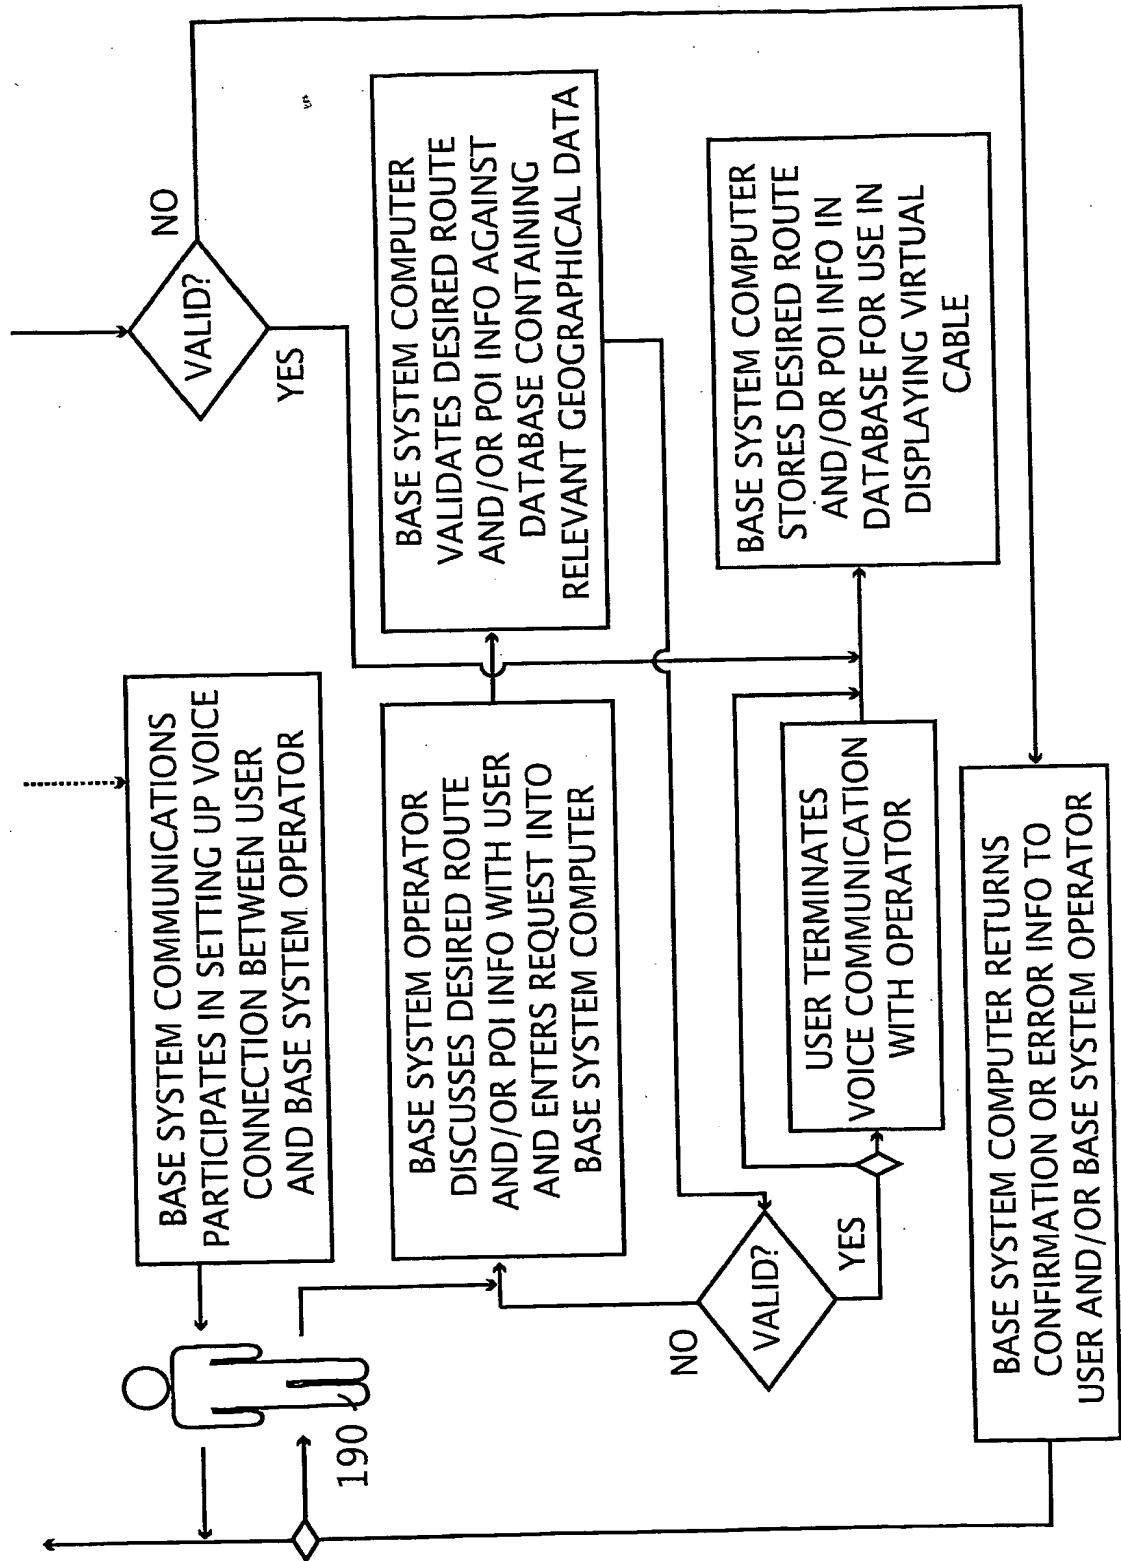 BASE SYSTEM COMMUNICATIONS
PARTICIPATES IN SETTING UP VOICE
CONNECTION BETWEEN USER
AND BASE SYSTEM OPERATOR
VALID?
NO
YES
190
BASE SYSTEM OPERATOR
DISCUSSES DESIRED ROUTE
AND/OR POI INFO WITH USER
AND ENTERS REQUEST INTO
BASE SYSTEM COMPUTER
BASE SYSTEM COMPUTER
VALIDATES DESIRED ROUTE
AND/OR POI INFO AGAINST
DATABASE CONTAINING
RELEVANT GEOGRAPHICAL DATA
NO
VALID?
YES
USER TERMINATES
VOICE COMMUNICATION
WITH OPERATOR
BASE SYSTEM COMPUTER
STORES DESIRED ROUTE
AND/OR POI INFO IN
DATABASE FOR USE IN
DISPLAYING VIRTUAL
CABLE
BASE SYSTEM COMPUTER RETURNS
CONFIRMATION OR ERROR INFO TO
USER AND/OR BASE SYSTEM OPERATOR